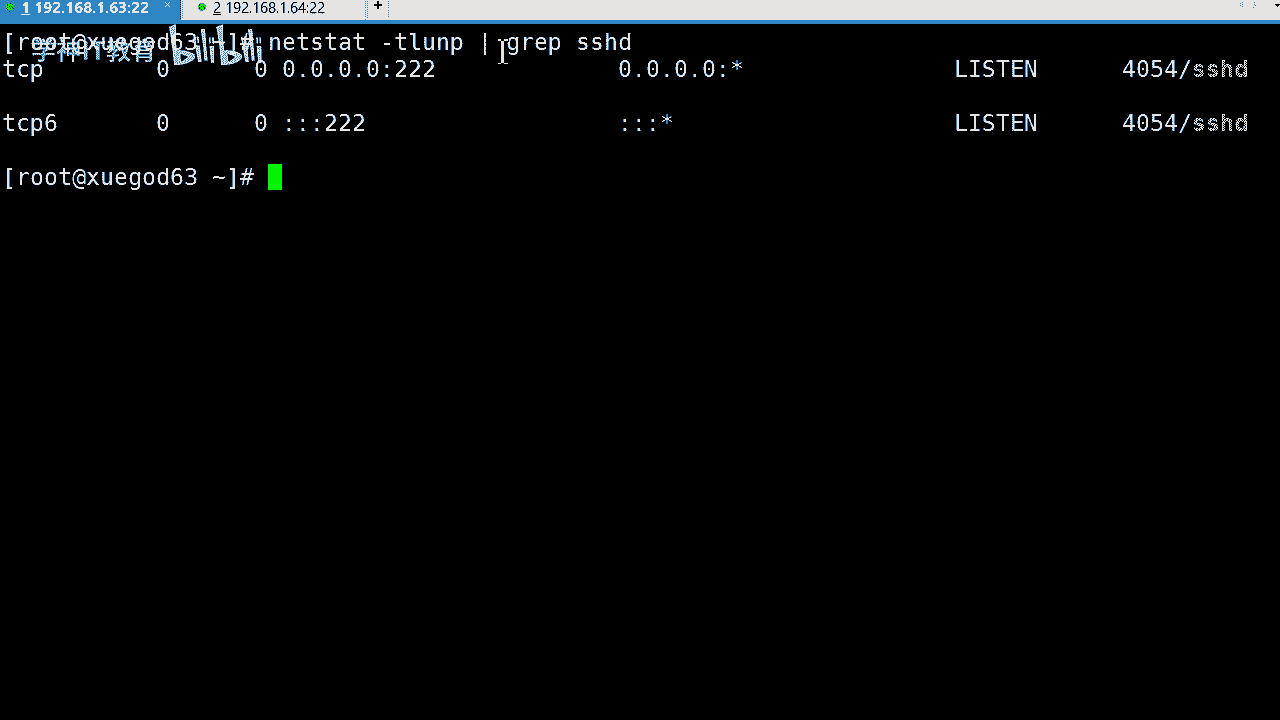 1 192.168.1.63:22 × 2 192.168.1.64:22 +
[root@xuegod63 ~]# netstat -tlunp | grep sshd
学神IT教育 bilibili
tcp 0 0 0.0.0.0:222 0.0.0.0:* LISTEN 4054/sshd
tcp6 0 0 :::222 :::* LISTEN 4054/sshd
[root@xuegod63 ~]#